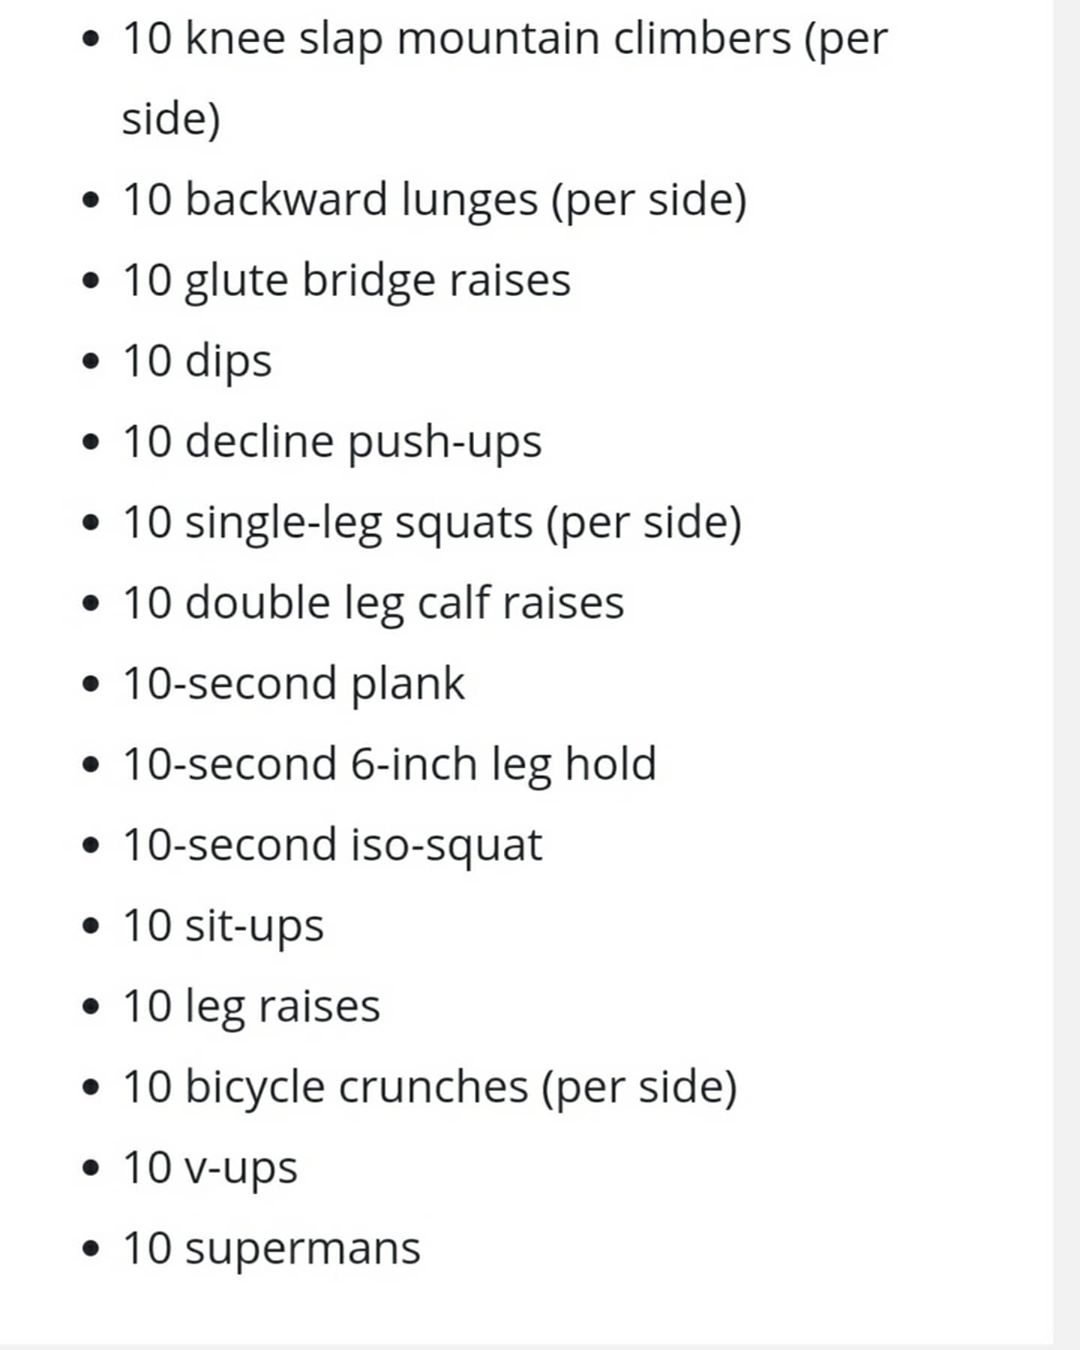 • 10 knee slap mountain climbers (per
side)
• 10 backward lunges (per side)
• 10 glute bridge raises
• 10 dips
• 10 decline push-ups
• 10 single-leg squats (per side)
• 10 double leg calf raises
• 10-second plank
• 10-second 6-inch leg hold
• 10-second iso-squat
• 10 sit-ups
• 10 leg raises
• 10 bicycle crunches (per side)
• 10 v-ups
• 10 supermans